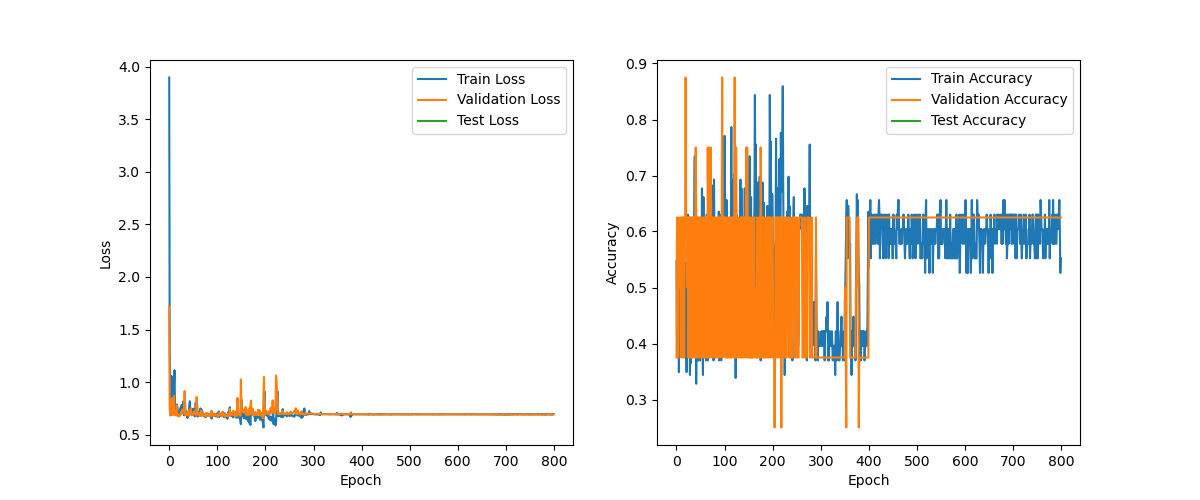 4.0
3.5
3.0
2.5
2.0
1.5
1.0
0.5
Loss
0 100 200 300 400 500 600 700 800
Epoch
Train Loss
Validation Loss
Test Loss
0.9
0.8
0.7
0.6
0.5
0.4
0.3
Accuracy
0 100 200 300 400 500 600 700 800
Epoch
Train Accuracy
Validation Accuracy
Test Accuracy